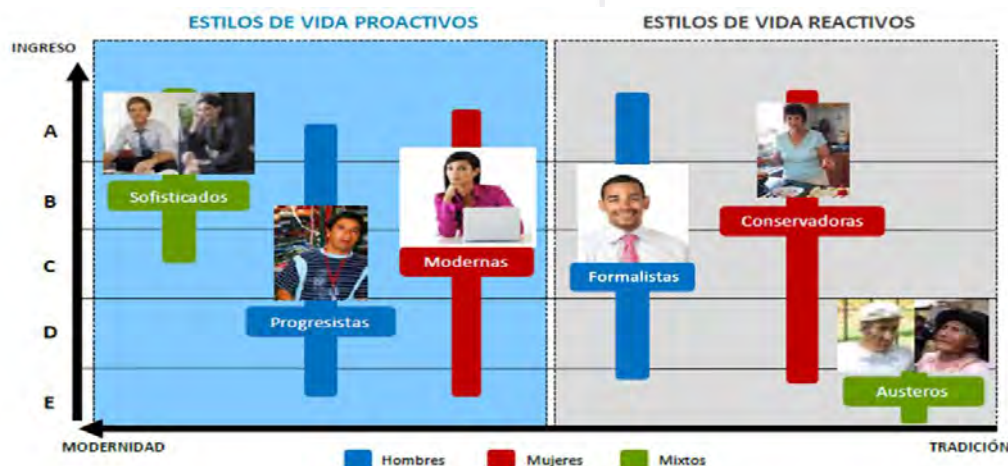 ESTILOS DE VIDA PROACTIVOS
ESTILOS DE VIDA REACTIVOS
INGRESO
A
B
C
D
E
Sofisticados
Progresistas
Modernas
Formalistas
Conservadoras
Austeros
MODERNIDAD
TRADICIÓN
Hombres
Mujeres
Mixtos